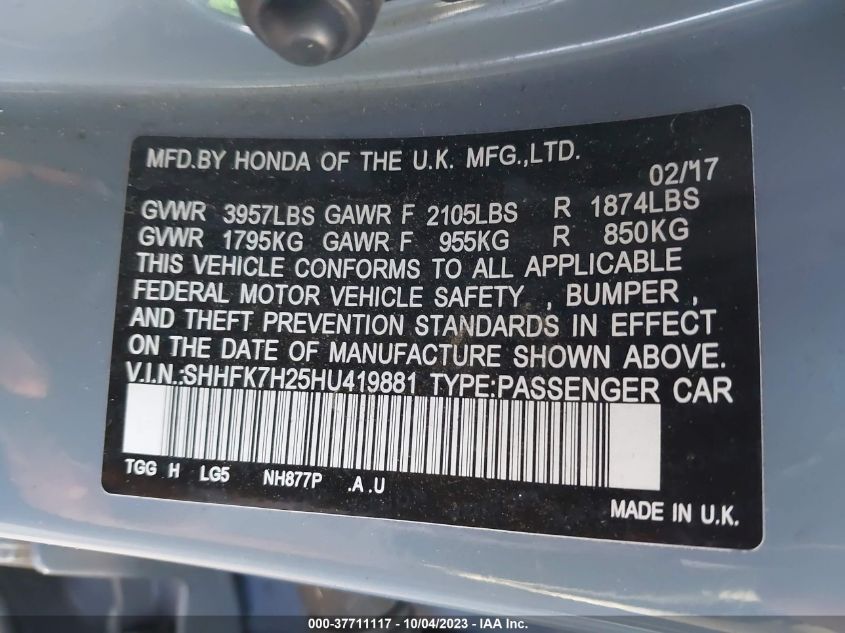 MFD.BY HONDA OF THE U.K. MFG.,LTD.
02/17
GVWR 3957LBS GAWR F 2105LBS R 1874LBS
GVWR 1795KG GAWR F 955KG R 850KG
THIS VEHICLE CONFORMS TO ALL APPLICABLE
FEDERAL MOTOR VEHICLE SAFETY , BUMPER ,
AND THEFT PREVENTION STANDARDS IN EFFECT
ON THE DATE OF MANUFACTURE SHOWN ABOVE.
V.I.N.:SHHFK7H25HU419881 TYPE:PASSENGER CAR
TGG H LG5 NH877P .A .U
MADE IN U.K.
000-37711117 - 10/04/2023 - IAA Inc.